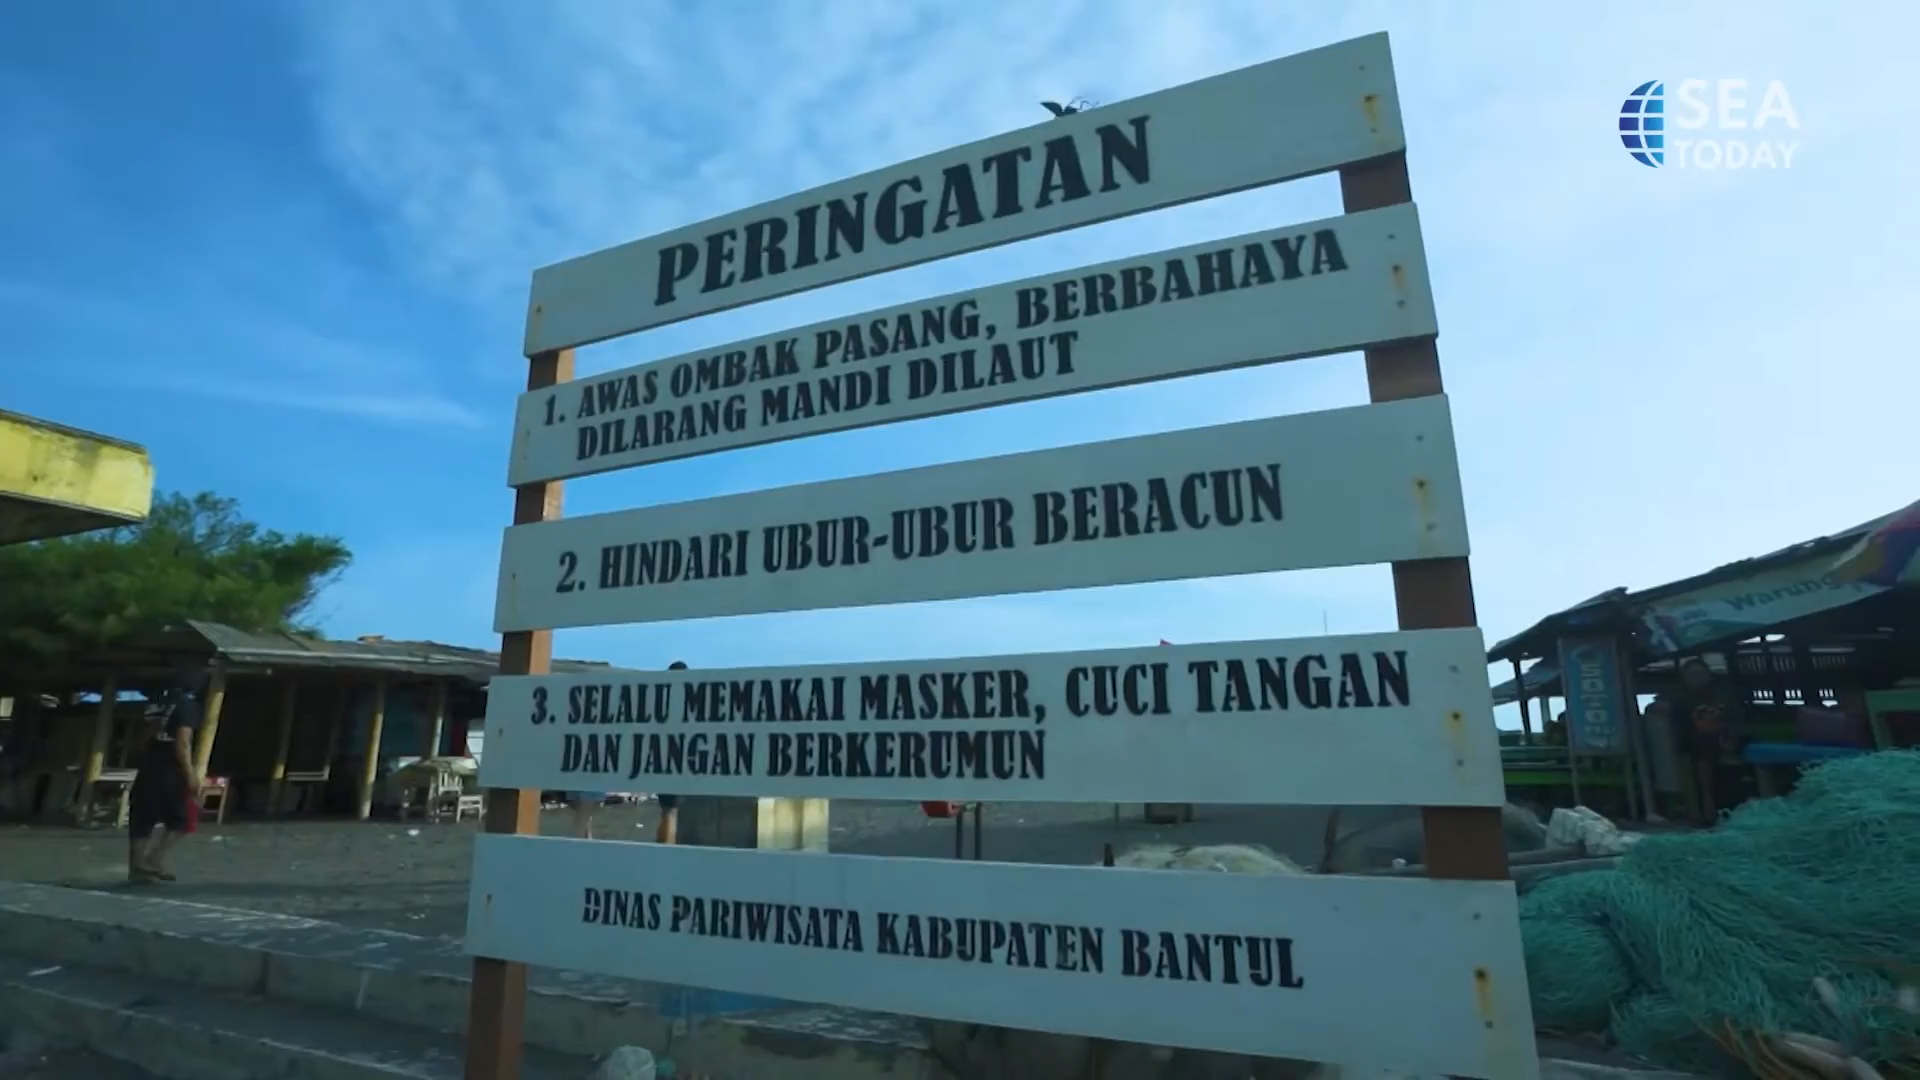 SEA
TODAY
PERINGATAN
1. AWAS OMBAK PASANG, BERBAHAYA
DILARANG MANDI DILAUT
2. HINDARI UBUR-UBUR BERACUN
3. SELALU MEMAKAI MASKER, CUCI TANGAN
DAN JANGAN BERKERUMUN
DINAS PARIWISATA KABUPATEN BANTUL
Warung